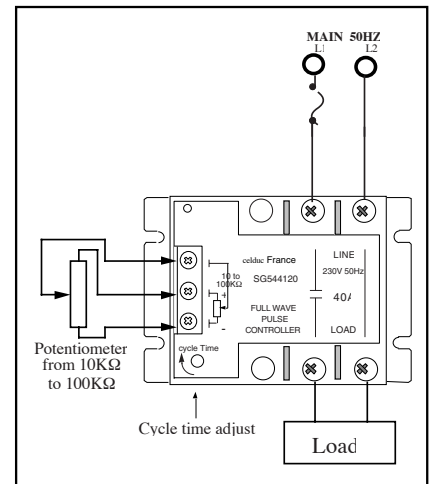 MAIN 50HZ
L1 L2
celduc France
LINE
10 to
100KΩ
SG544120
230V 50Hz
+
40A
FULL WAVE
PULSE
CONTROLLER
-
LOAD
Potentiometer
from 10KΩ
to 100KΩ
cycle Time
Cycle time adjust
Load